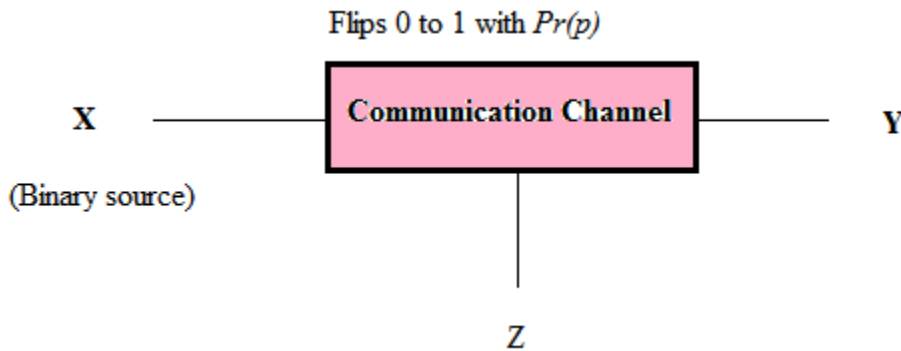 Flips 0 to 1 with Pr(p)
X
Communication Channel
Y
(Binary source)
Z